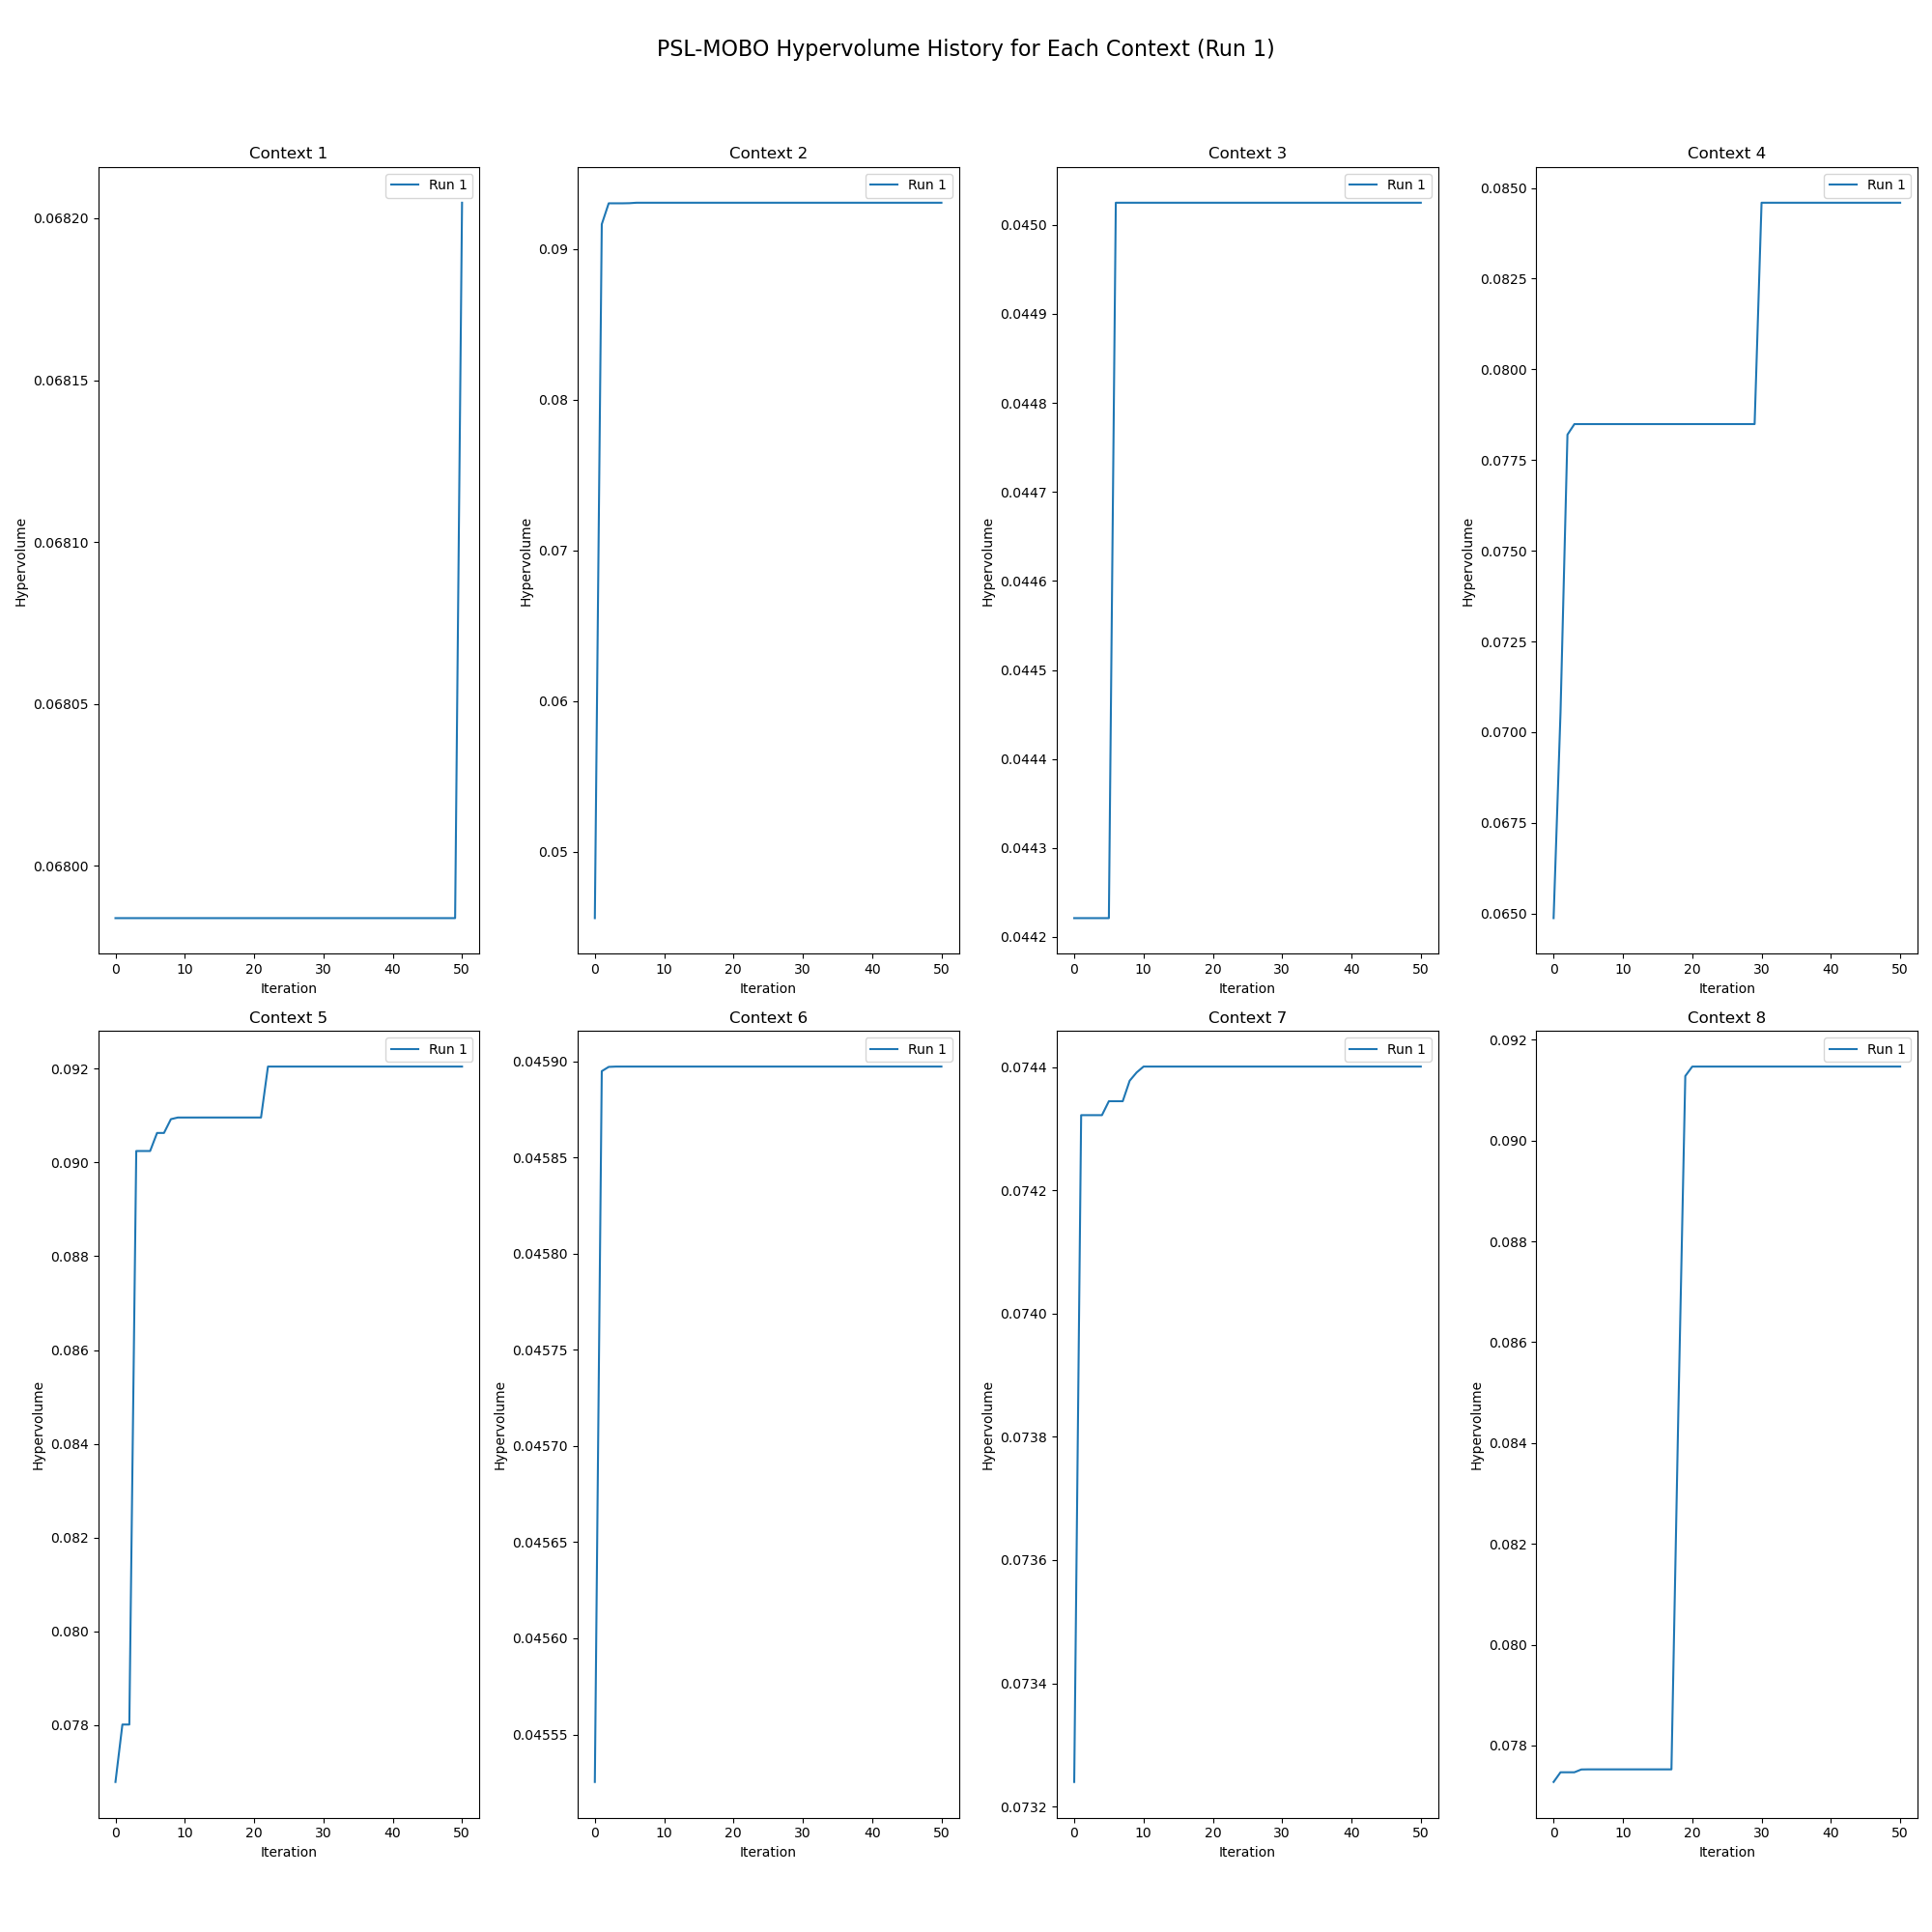 PSL-MOBO Hypervolume History for Each Context (Run 1)
Context 1
Run 1
0.06820
0.06815
0.06810
0.06805
0.06800
Hypervolume
0 10 20 30 40 50
Iteration
Context 2
Run 1
0.09
0.08
0.07
0.06
0.05
Hypervolume
0 10 20 30 40 50
Iteration
Context 3
Run 1
0.0450
0.0449
0.0448
0.0447
0.0446
0.0445
0.0444
0.0443
0.0442
Hypervolume
0 10 20 30 40 50
Iteration
Context 4
Run 1
0.0850
0.0825
0.0800
0.0775
0.0750
0.0725
0.0700
0.0675
0.0650
Hypervolume
0 10 20 30 40 50
Iteration
Context 5
Run 1
0.092
0.090
0.088
0.086
0.084
0.082
0.080
0.078
Hypervolume
0 10 20 30 40 50
Iteration
Context 6
Run 1
0.04590
0.04585
0.04580
0.04575
0.04570
0.04565
0.04560
0.04555
Hypervolume
0 10 20 30 40 50
Iteration
Context 7
Run 1
0.0744
0.0742
0.0740
0.0738
0.0736
0.0734
0.0732
Hypervolume
0 10 20 30 40 50
Iteration
Context 8
Run 1
0.092
0.090
0.088
0.086
0.084
0.082
0.080
0.078
Hypervolume
0 10 20 30 40 50
Iteration